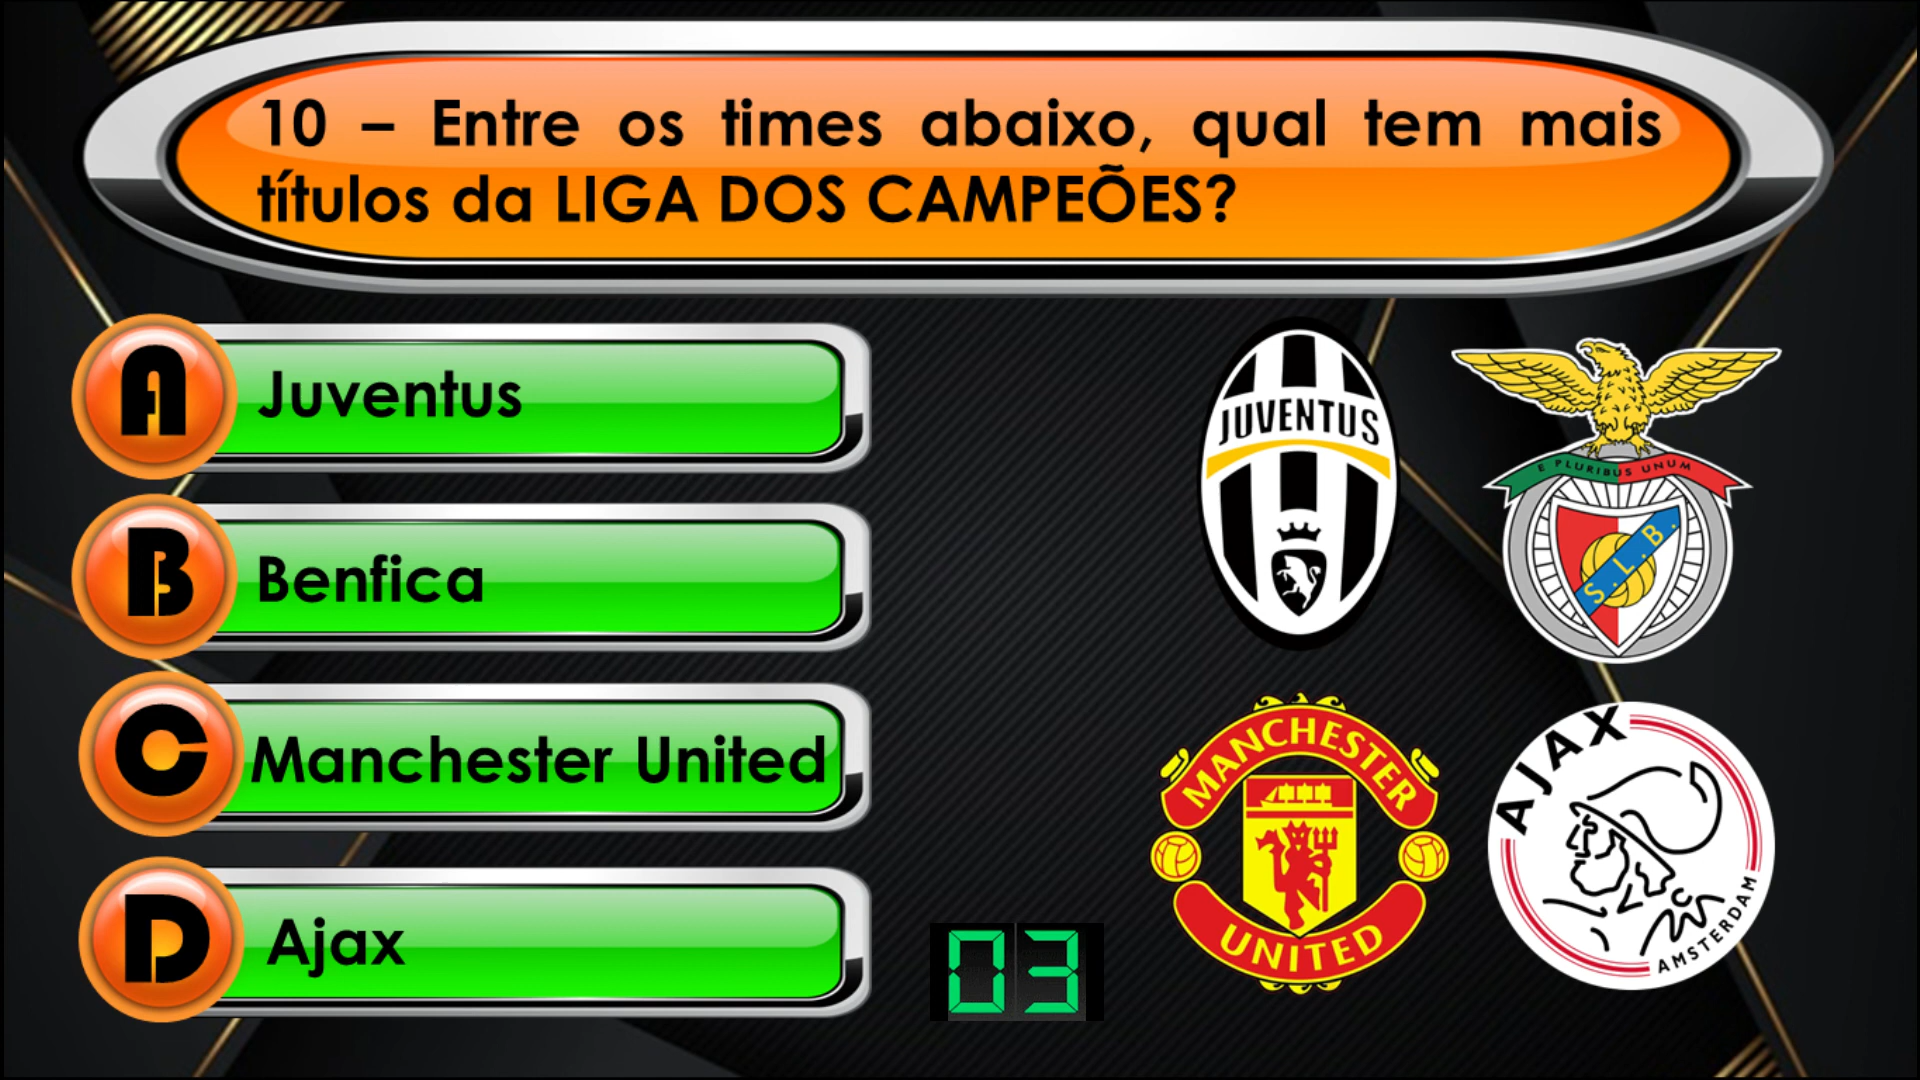 10 – Entre os times abaixo, qual tem mais
títulos da LIGA DOS CAMPEÕES?
A Juventus
B Benfica
C Manchester United
D Ajax
JUVENTUS
E PLURIBUS UNUM
S. L. B.
MANCHESTER
UNITED
AJAX
AMSTERDAM
03